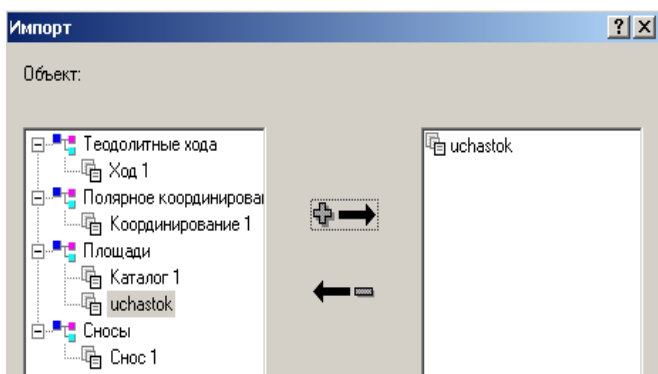 Импорт
Объект:
Теодолитные хода
Ход 1
Полярное координирова
Координирование 1
Площади
Каталог 1
uchastok
Сносы
Снос 1
uchastok